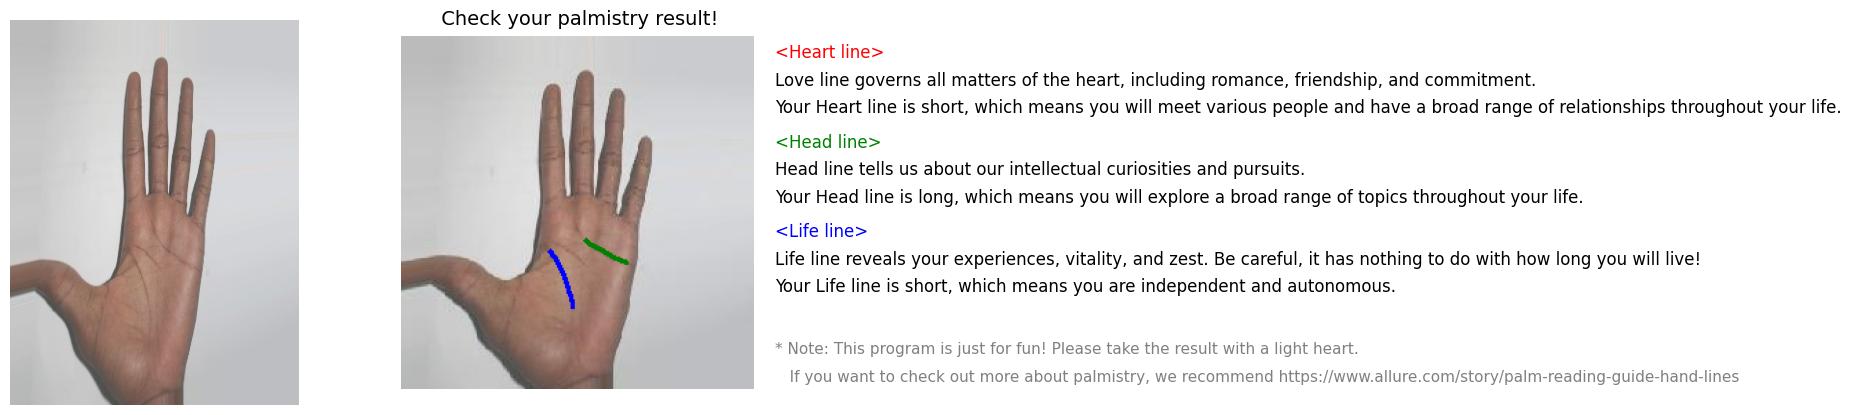 Check your palmistry result!
<Heart line>
Love line governs all matters of the heart, including romance, friendship, and commitment.
Your Heart line is short, which means you will meet various people and have a broad range of relationships throughout your life.
<Head line>
Head line tells us about our intellectual curiosities and pursuits.
Your Head line is long, which means you will explore a broad range of topics throughout your life.
<Life line>
Life line reveals your experiences, vitality, and zest. Be careful, it has nothing to do with how long you will live!
Your Life line is short, which means you are independent and autonomous.
* Note: This program is just for fun! Please take the result with a light heart.
If you want to check out more about palmistry, we recommend https://www.allure.com/story/palm-reading-guide-hand-lines